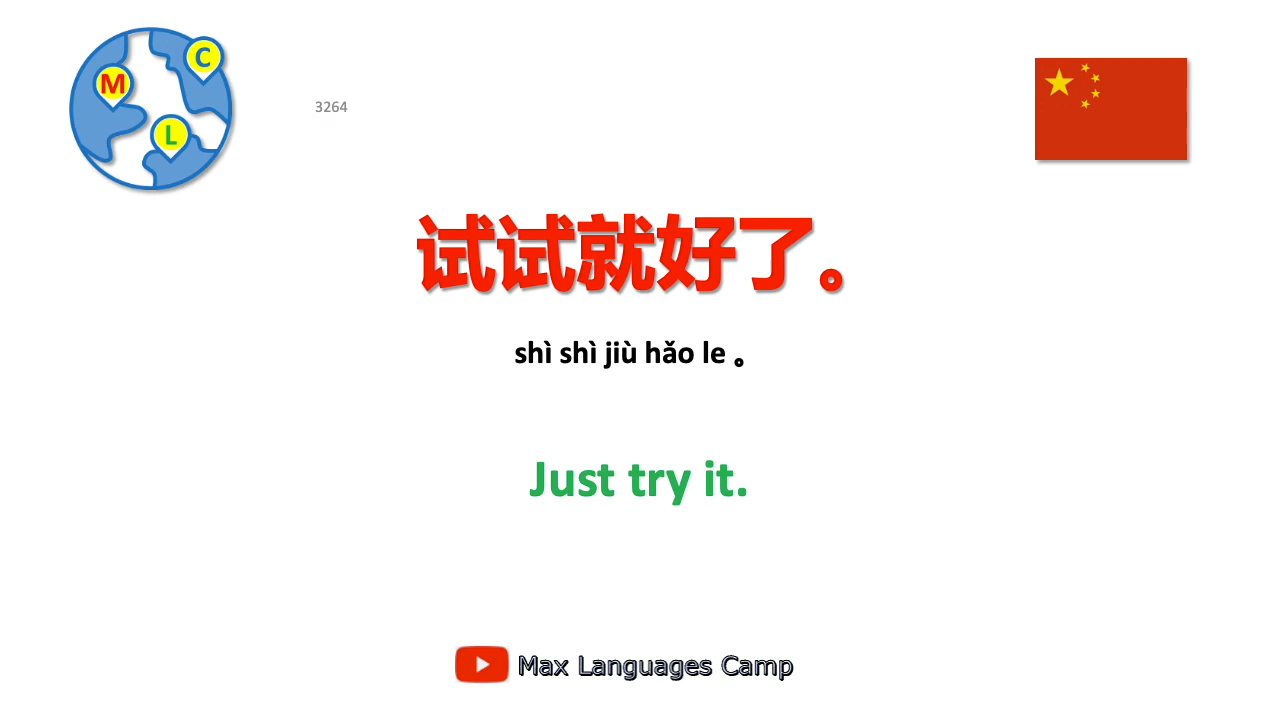 M
C
L
3264
试试就好了。
shì shì jiù hǎo le 。
Just try it.
Max Languages Camp